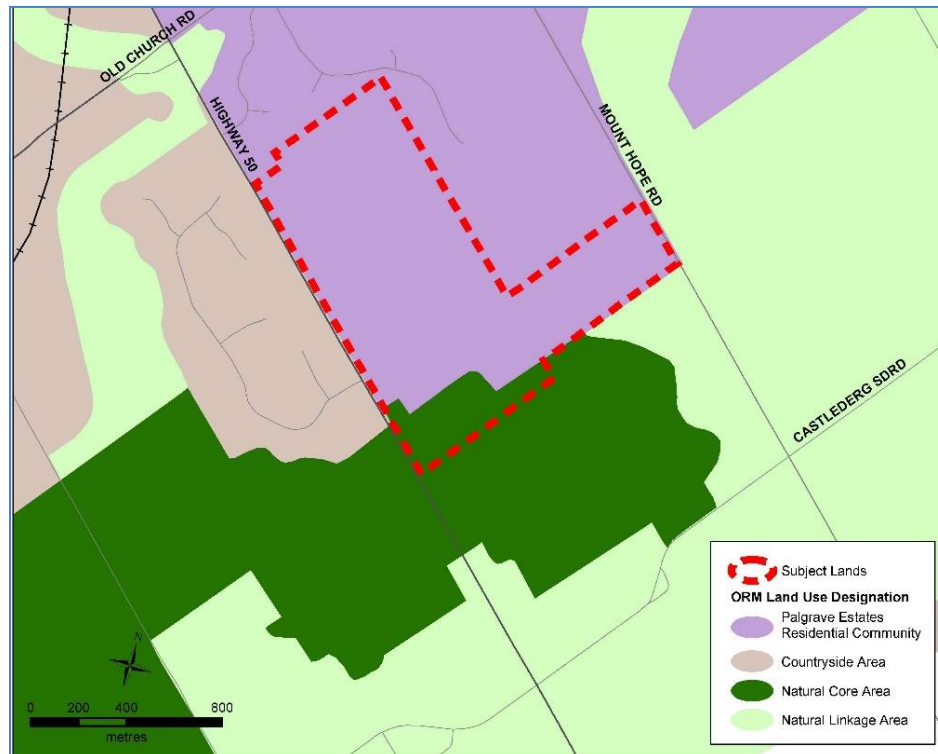 OLD CHURCH RD
HIGHWAY 50
MOUNT HOPE RD
CASTLEDERG SDRD
N
0 200 400 800
metres
Subject Lands
ORM Land Use Designation
Palgrave Estates
Residential Community
Countryside Area
Natural Core Area
Natural Linkage Area